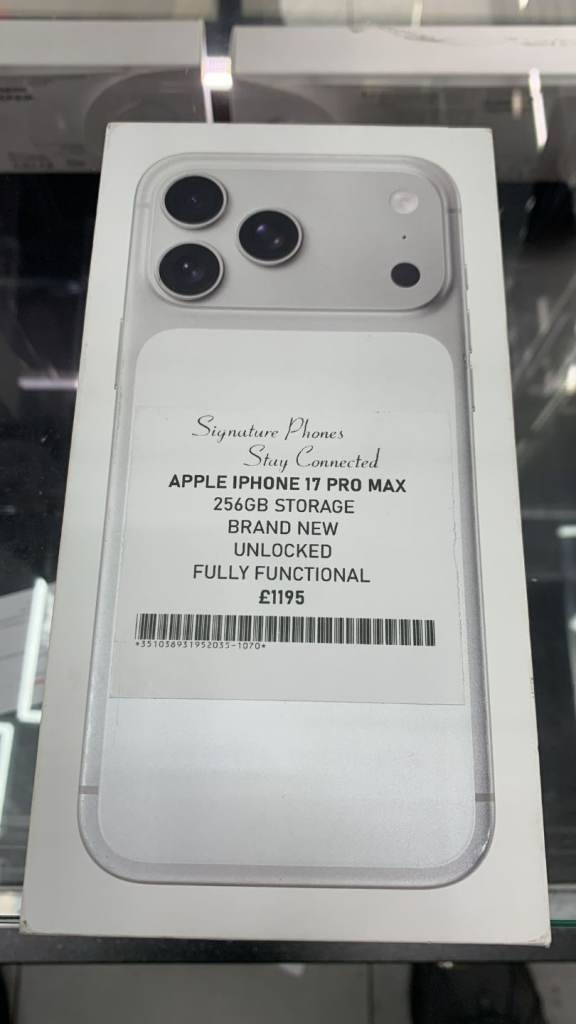 Signature Phones
Stay Connected
APPLE IPHONE 17 PRO MAX
256GB STORAGE
BRAND NEW
UNLOCKED
FULLY FUNCTIONAL
£1195
*351038931952035-1070*